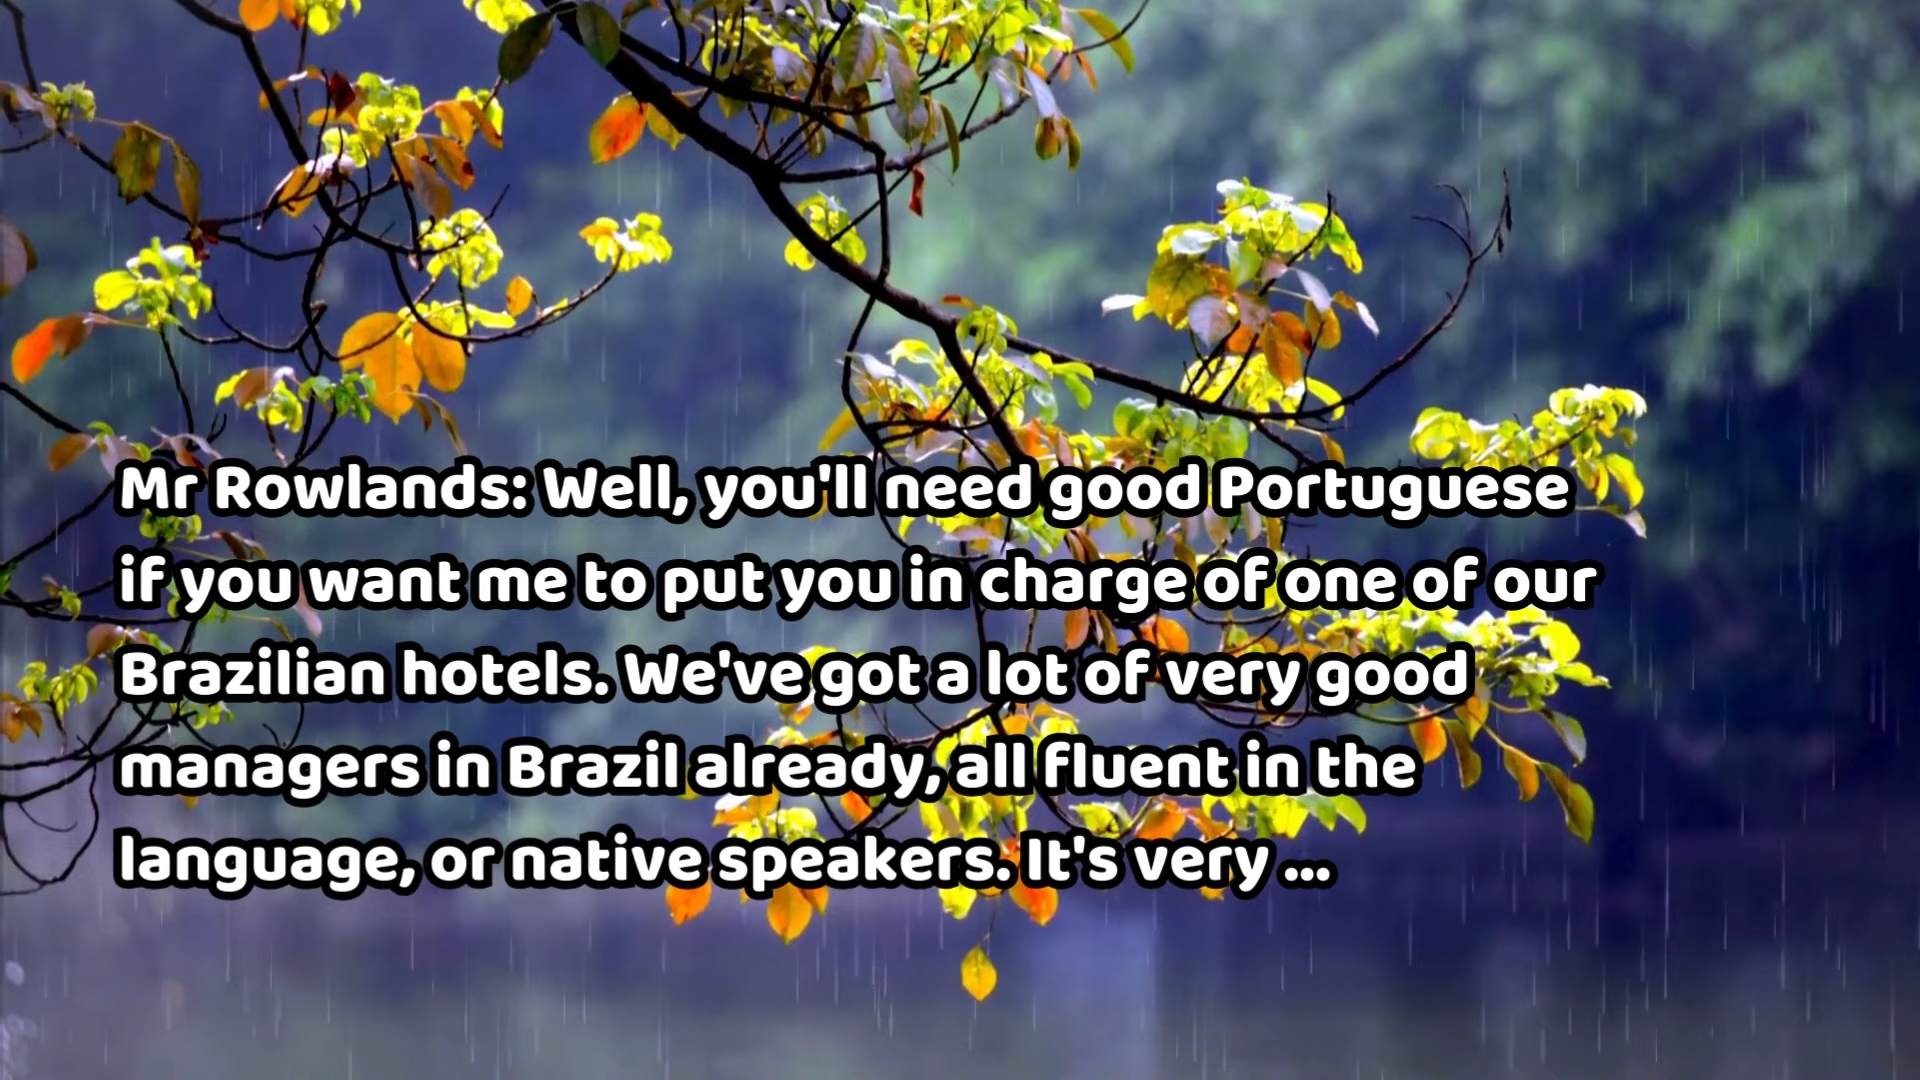 Mr Rowlands: Well, you'll need good Portuguese
if you want me to put you in charge of one of our
Brazilian hotels. We've got a lot of very good
managers in Brazil already, all fluent in the
language, or native speakers. It's very ...